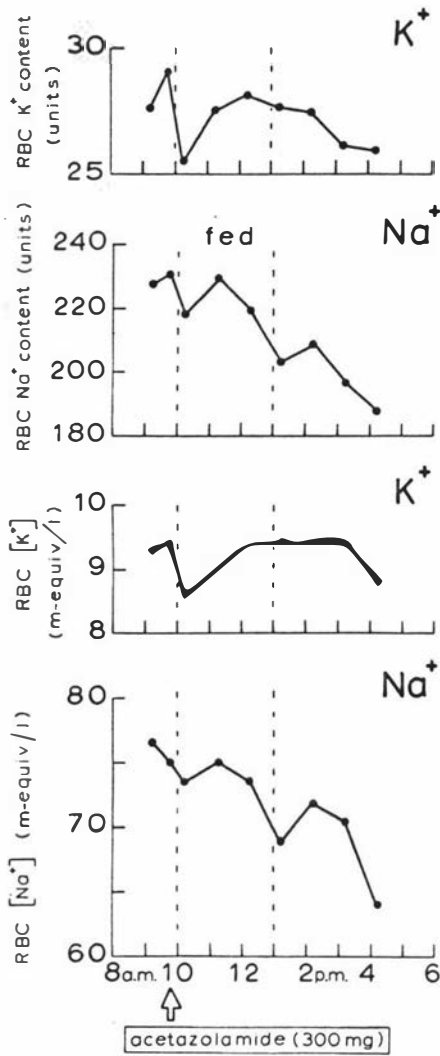 K⁺
RBC K⁺ content
(units)
30
25
fed
Na⁺
RBC Na⁺ content (units)
240
220
200
180
K⁺
RBC [K⁺]
(m-equiv/l)
10
9
8
Na⁺
RBC [Na⁺] (m-equiv/l)
80
70
60
8a.m. 10 12 2p.m. 4 6
acetazolamide (300 mg)